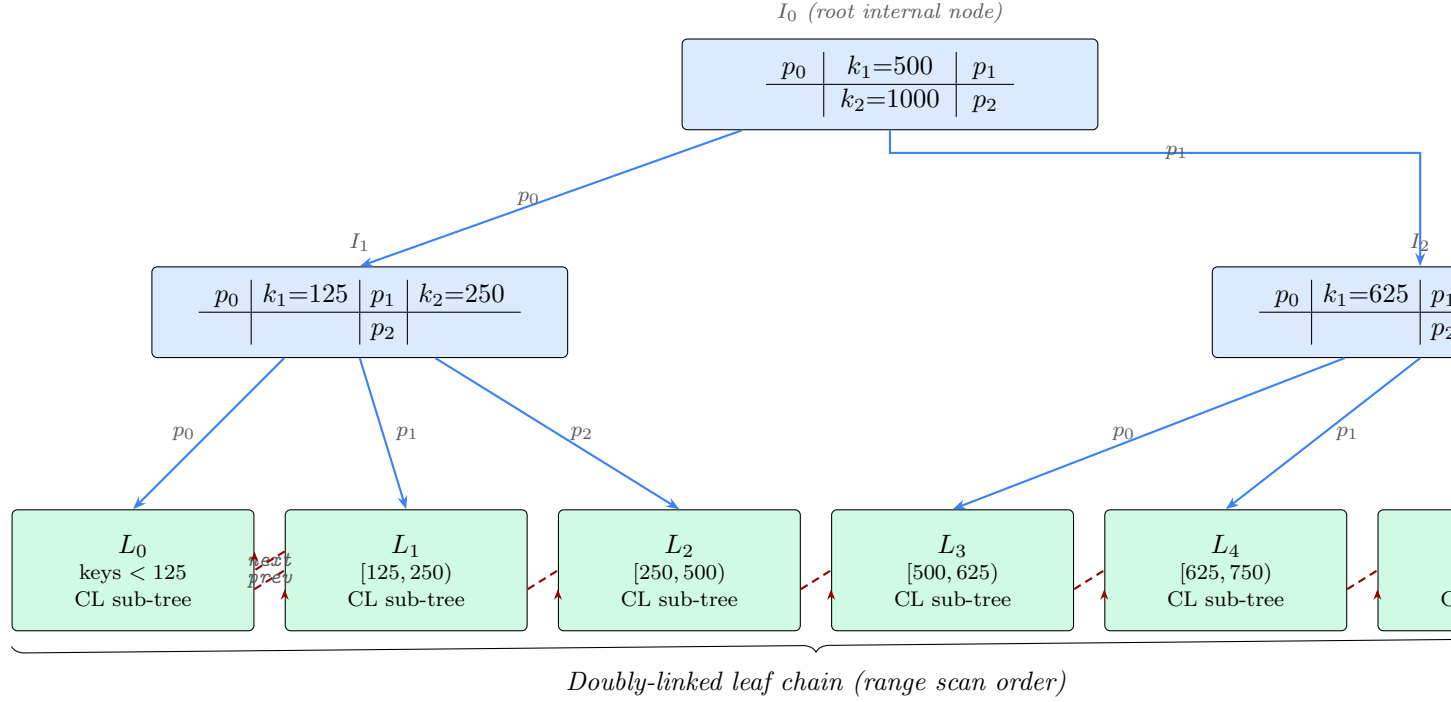 I₀ (root internal node)
p₀ k₁=500 p₁
k₂=1000 p₂
p₁
p₀
I₁
I₂
p₀ k₁=125 p₁ k₂=250
p₂
p₀ k₁=625 p₁
p₂
p₀
p₁
p₂
p₀
p₁
L₀
keys < 125
CL sub-tree
next
prev
L₁
[125, 250)
CL sub-tree
L₂
[250, 500)
CL sub-tree
L₃
[500, 625)
CL sub-tree
L₄
[625, 750)
CL sub-tree
C
Doubly-linked leaf chain (range scan order)